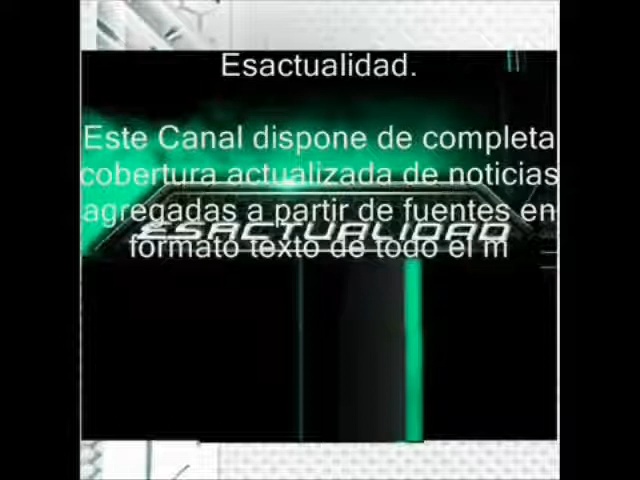 Esactualidad.
Este Canal dispone de completa
cobertura actualizada de noticias
agregadas a partir de fuentes en
ESACTUALIDAD
formato texto de todo el m